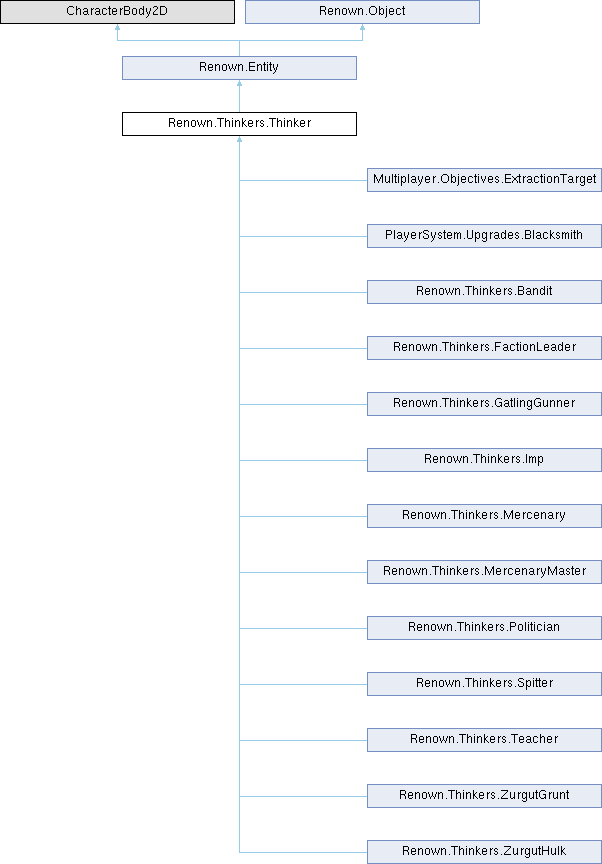 CharacterBody2D
Renown.Object
Renown.Entity
Renown.Thinkers.Thinker
Multiplayer.Objectives.ExtractionTarget
PlayerSystem.Upgrades.Blacksmith
Renown.Thinkers.Bandit
Renown.Thinkers.FactionLeader
Renown.Thinkers.GatlingGunner
Renown.Thinkers.Imp
Renown.Thinkers.Mercenary
Renown.Thinkers.MercenaryMaster
Renown.Thinkers.Politician
Renown.Thinkers.Spitter
Renown.Thinkers.Teacher
Renown.Thinkers.ZurgutGrunt
Renown.Thinkers.ZurgutHulk